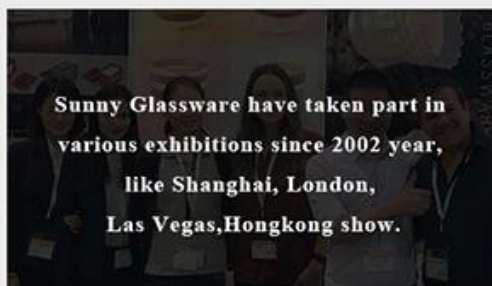 Sunny Glassware have taken part in
various exhibitions since 2002 year,
like Shanghai, London,
Las Vegas,Hongkong show.